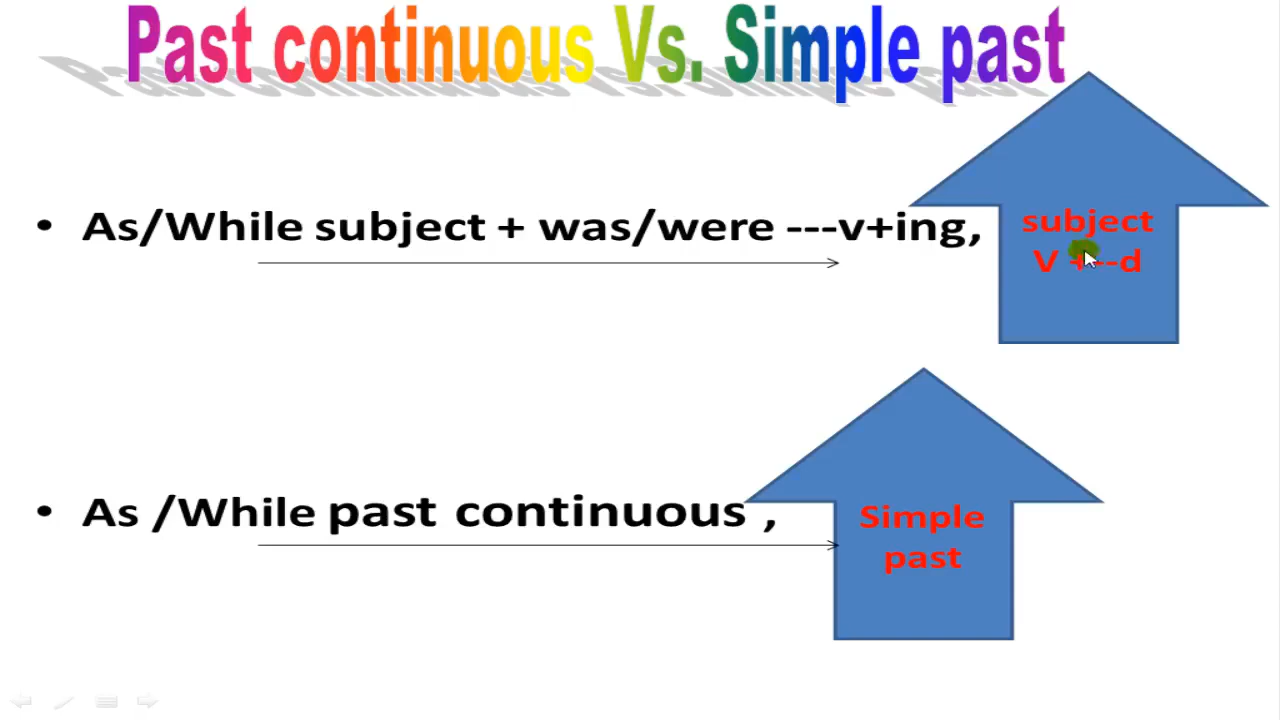 Past continuous Vs. Simple past
• As/While subject + was/were ---v+ing,
subject
V +---d
• As /While past continuous ,
Simple
past